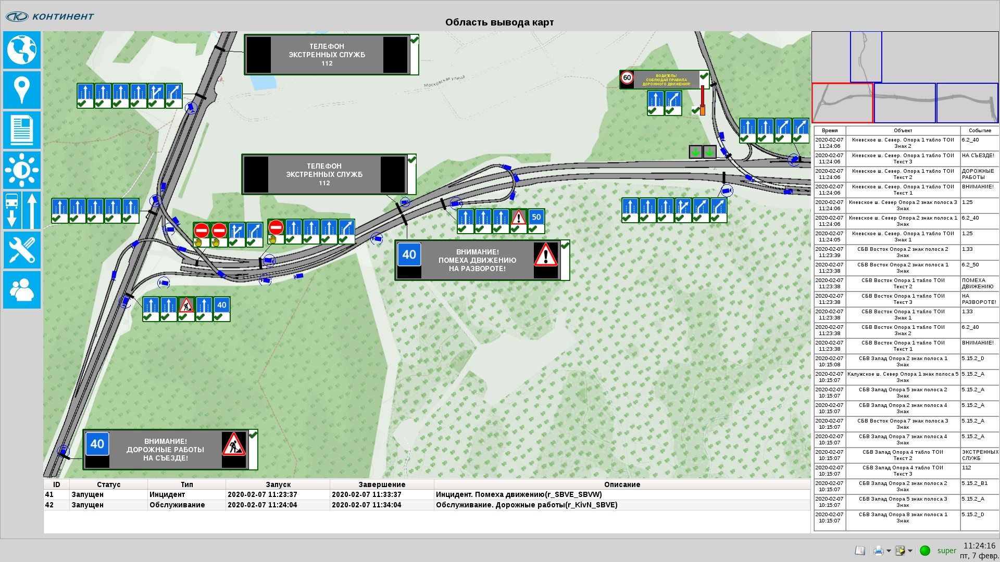 КОНТИНЕНТ
Область вывода карт
ТЕЛЕФОН
ЭКСТРЕННЫХ СЛУЖБ
112
Московская улица
60
ВОДИТЕЛЬ!
СОБЛЮДАЙ ПРАВИЛА
ДОРОЖНОГО ДВИЖЕНИЯ!
ТЕЛЕФОН
ЭКСТРЕННЫХ СЛУЖБ
112
50
40
ВНИМАНИЕ!
ПОМЕХА ДВИЖЕНИЮ
НА РАЗВОРОТЕ!
40
40
ВНИМАНИЕ!
ДОРОЖНЫЕ РАБОТЫ
НА СЪЕЗДЕ!
ID Статус Тип Запуск Завершение Описание
41 Запущен Инцидент 2020-02-07 11:23:37 2020-02-07 11:33:37 Инцидент. Помеха движению(r_SBVE_SBVW)
42 Запущен Обслуживание 2020-02-07 11:24:04 2020-02-07 11:34:04 Обслуживание. Дорожные работы(r_KivN_SBVE)
Время Объект Событие
2020-02-07 Киевское ш. Север. Опора 1 табло ТОИ 6.2_40
11:24:06 Знак 2
2020-02-07 Киевское ш. Север. Опора 1 табло ТОИ НА СЪЕЗДЕ!
11:24:06 Текст 3
2020-02-07 Киевское ш. Север. Опора 1 табло ТОИ ДОРОЖНЫЕ
11:24:06 Текст 2 РАБОТЫ
2020-02-07 Киевское ш. Север. Опора 1 табло ТОИ ВНИМАНИЕ!
11:24:06 Текст 1
2020-02-07 Киевское ш. Север Опора 2 знак полоса 3 1.25
11:24:06 Знак
2020-02-07 Киевское ш. Север Опора 2 знак полоса 1 6.2_40
11:24:06 Знак
2020-02-07 Киевское ш. Север. Опора 1 табло ТОИ 1.25
11:24:05 Знак 1
2020-02-07 СБВ Восток Опора 2 знак полоса 2 1.33
11:23:39 Знак
2020-02-07 СБВ Восток Опора 2 знак полоса 1 6.2_50
11:23:38 Знак
2020-02-07 СБВ Восток Опора 1 табло ТОИ ПОМЕХА
11:23:38 Текст 2 ДВИЖЕНИЮ
2020-02-07 СБВ Восток Опора 1 табло ТОИ НА
11:23:38 Текст 3 РАЗВОРОТЕ!
2020-02-07 СБВ Восток Опора 1 табло ТОИ 1.33
11:23:38 Знак 1
2020-02-07 СБВ Восток Опора 1 табло ТОИ 6.2_40
11:23:38 Знак 2
2020-02-07 СБВ Восток Опора 1 табло ТОИ ВНИМАНИЕ!
11:23:38 Текст 1
2020-02-07 СБВ Запад Опора 2 знак полоса 1 5.15.2_D
10:15:08 Знак
2020-02-07 Калужское ш. Север Опора 1 знак полоса 5 5.15.2_A
10:15:07 Знак
2020-02-07 СБВ Запад Опора 5 знак полоса 2 5.15.2_A
10:15:07 Знак
2020-02-07 СБВ Запад Опора 2 знак полоса 4 5.15.2_A
10:15:07 Знак
2020-02-07 СБВ Восток Опора 7 знак полоса 3 5.15.2_A
10:15:07 Знак
2020-02-07 СБВ Запад Опора 7 знак полоса 4 5.15.2_A
10:15:07 Знак
2020-02-07 СБВ Запад Опора 4 табло ТОИ ЭКСТРЕННЫХ
10:15:07 Текст 2 СЛУЖБ
2020-02-07 СБВ Запад Опора 4 табло ТОИ 112
10:15:07 Текст 3
2020-02-07 СБВ Запад Опора 2 знак полоса 2 5.15.2_B1
10:15:07 Знак
2020-02-07 СБВ Запад Опора 5 знак полоса 3 5.15.2_A
10:15:07 Знак
2020-02-07 СБВ Запад Опора 8 знак полоса 1 5.15.2_D
10:15:07 Знак
super
11:24:16
пт, 7 февр.